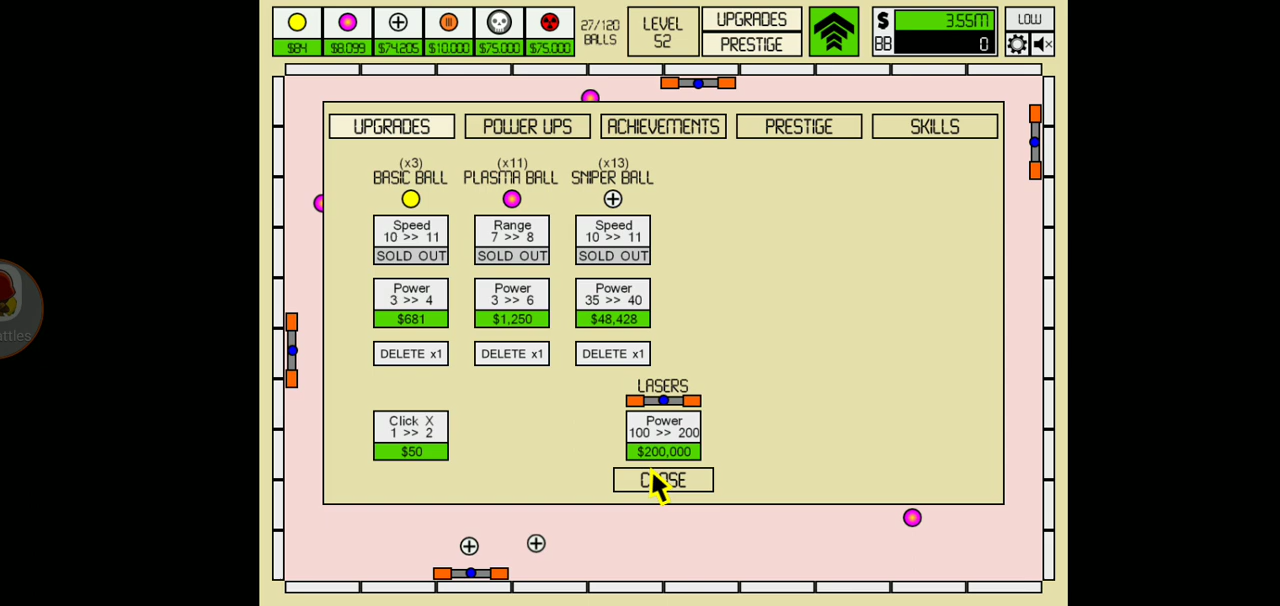 $84
$8.099
$74.205
$10.000
$75.000
$75.000
27/120
BALLS
LEVEL
52
UPGRADES
PRESTIGE
$
3.55M
BB
0
LOW
UPGRADES
POWER UPS
ACHIEVEMENTS
PRESTIGE
SKILLS
(x3)
BASIC BALL
(x11)
PLASMA BALL
(x13)
SNIPER BALL
Speed
10 >> 11
SOLD OUT
Range
7 >> 8
SOLD OUT
Speed
10 >> 11
SOLD OUT
Power
3 >> 4
$681
Power
3 >> 6
$1,250
Power
35 >> 40
$48,428
DELETE x1
DELETE x1
DELETE x1
LASERS
Click X
1 >> 2
$50
Power
100 >> 200
$200,000
CLOSE
attles